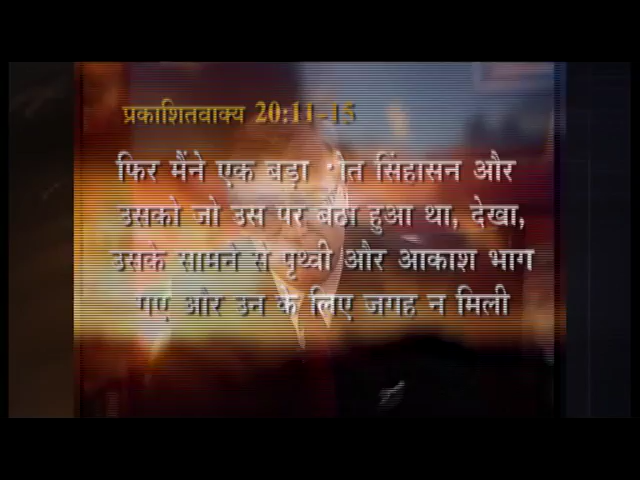 प्रकाशितवाक्य 20:11-15
फिर मैंने एक बड़ा सिंहासन और
उसको जो उस पर बैठा हुआ था, देखा,
उसके सामने से पृथ्वी और आकाश भाग
गए और उन के लिए जगह न मिली